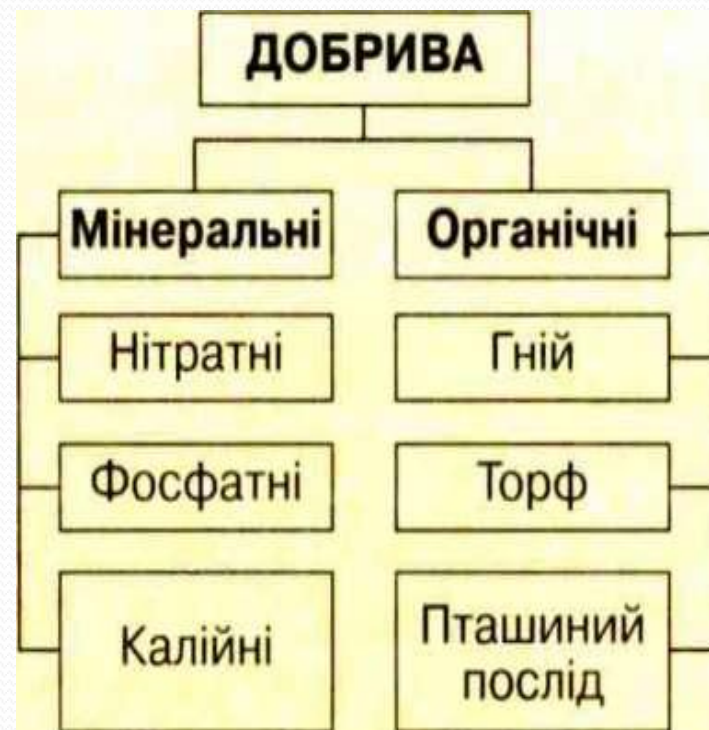 ДОБРИВА
Мінеральні
Органічні
Нітратні
Гній
Фосфатні
Торф
Калійні
Пташиний
послід